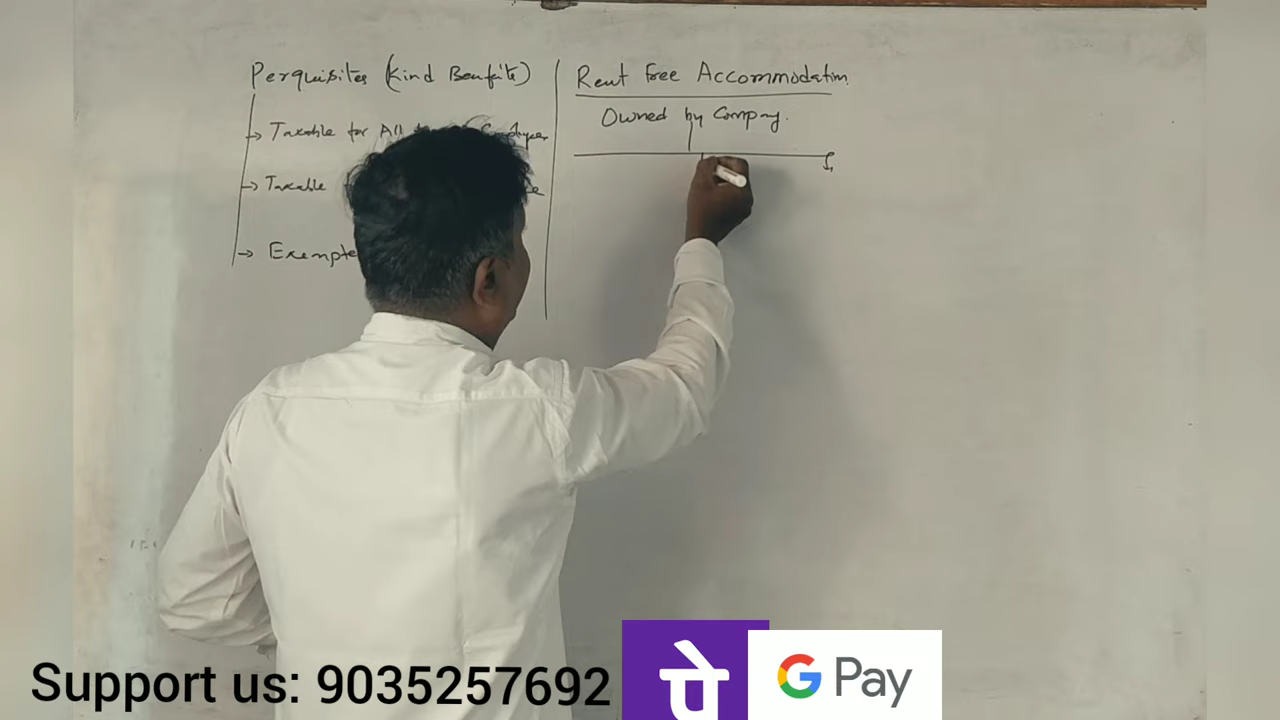 Perquisites (Kind Benefits)
→ Taxable for All
→ Taxable
→ Exempte
Rent Free Accommodation
Owned by Company.
Support us: 9035257692
पे
G Pay